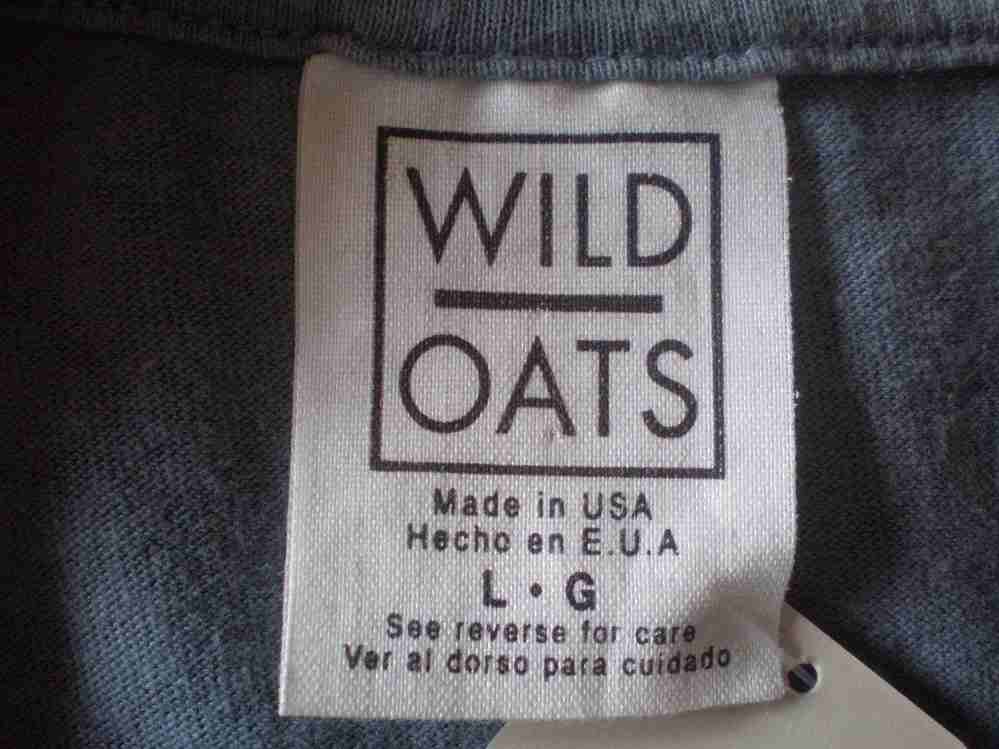 WILD
OATS
Made in USA
Hecho en E.U.A
L • G
See reverse for care
Ver al dorso para cuidado